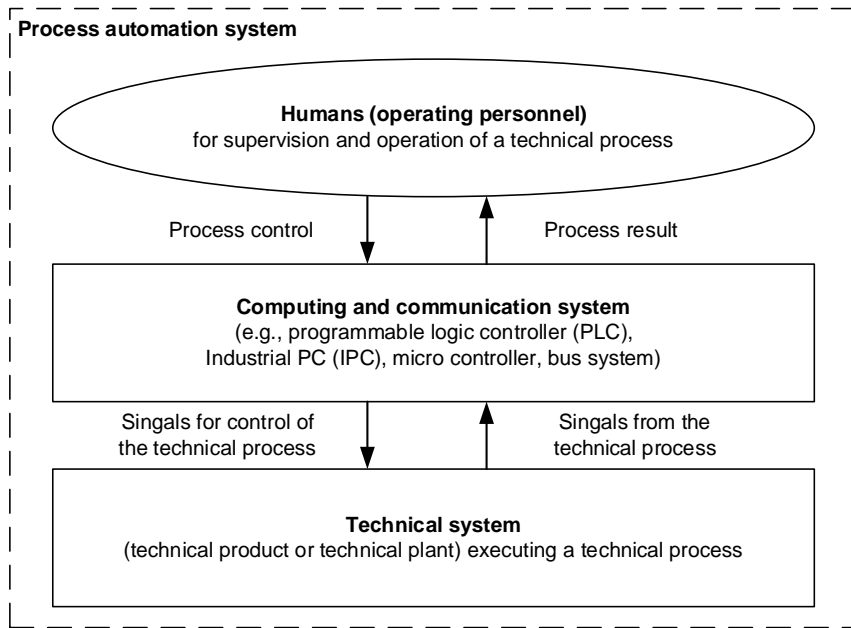 Process automation system
Humans (operating personnel)
for supervision and operation of a technical process
Process control
Process result
Computing and communication system
(e.g., programmable logic controller (PLC),
Industrial PC (IPC), micro controller, bus system)
Singals for control of
the technical process
Singals from the
technical process
Technical system
(technical product or technical plant) executing a technical process